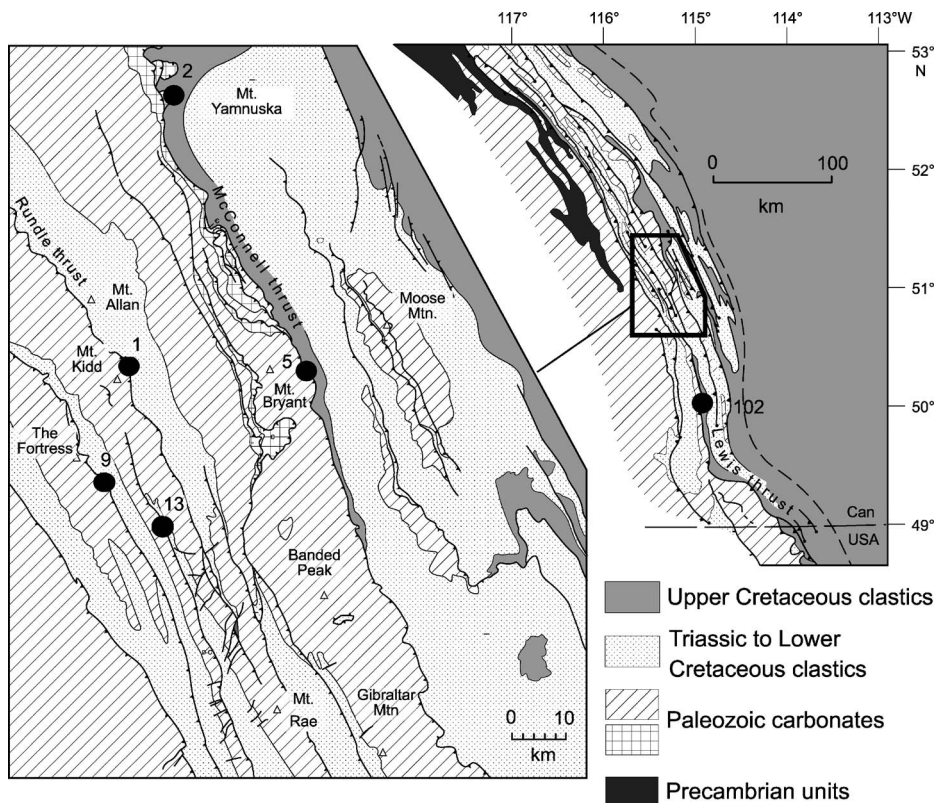 117°
116°
115°
114°
113°W
53°
N
52°
51°
50°
49°
0
100
km
102
Lewis thrust
Can
USA
2
Mt.
Yamnuska
McConnell thrust
Rundle thrust
Mt.
Allan
Moose
Mtn.
1
Mt.
Kidd
5
Mt.
Bryant
The
Fortress
9
13
Banded
Peak
Mt.
Rae
Gibraltar
Mtn
0
10
km
Upper Cretaceous clastics
Triassic to Lower
Cretaceous clastics
Paleozoic carbonates
Precambrian units